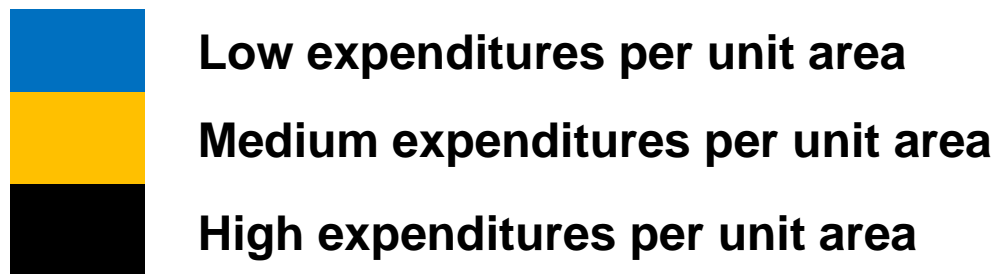 Low expenditures per unit area
Medium expenditures per unit area
High expenditures per unit area